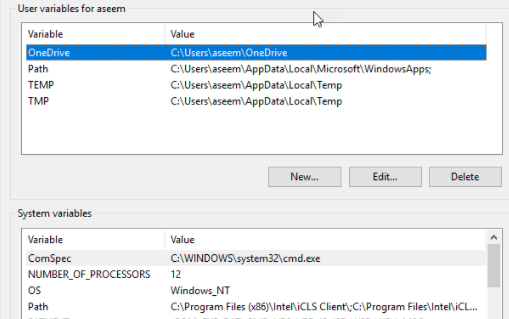 User variables for aseem
Variable Value
OneDrive C:\Users\aseem\OneDrive
Path C:\Users\aseem\AppData\Local\Microsoft\WindowsApps;
TEMP C:\Users\aseem\AppData\Local\Temp
TMP C:\Users\aseem\AppData\Local\Temp
New... Edit... Delete
System variables
Variable Value
ComSpec C:\WINDOWS\system32\cmd.exe
NUMBER_OF_PROCESSORS 12
OS Windows_NT
Path C:\Program Files (x86)\Intel\iCLS Client\;C:\Program Files\Intel\iCL...